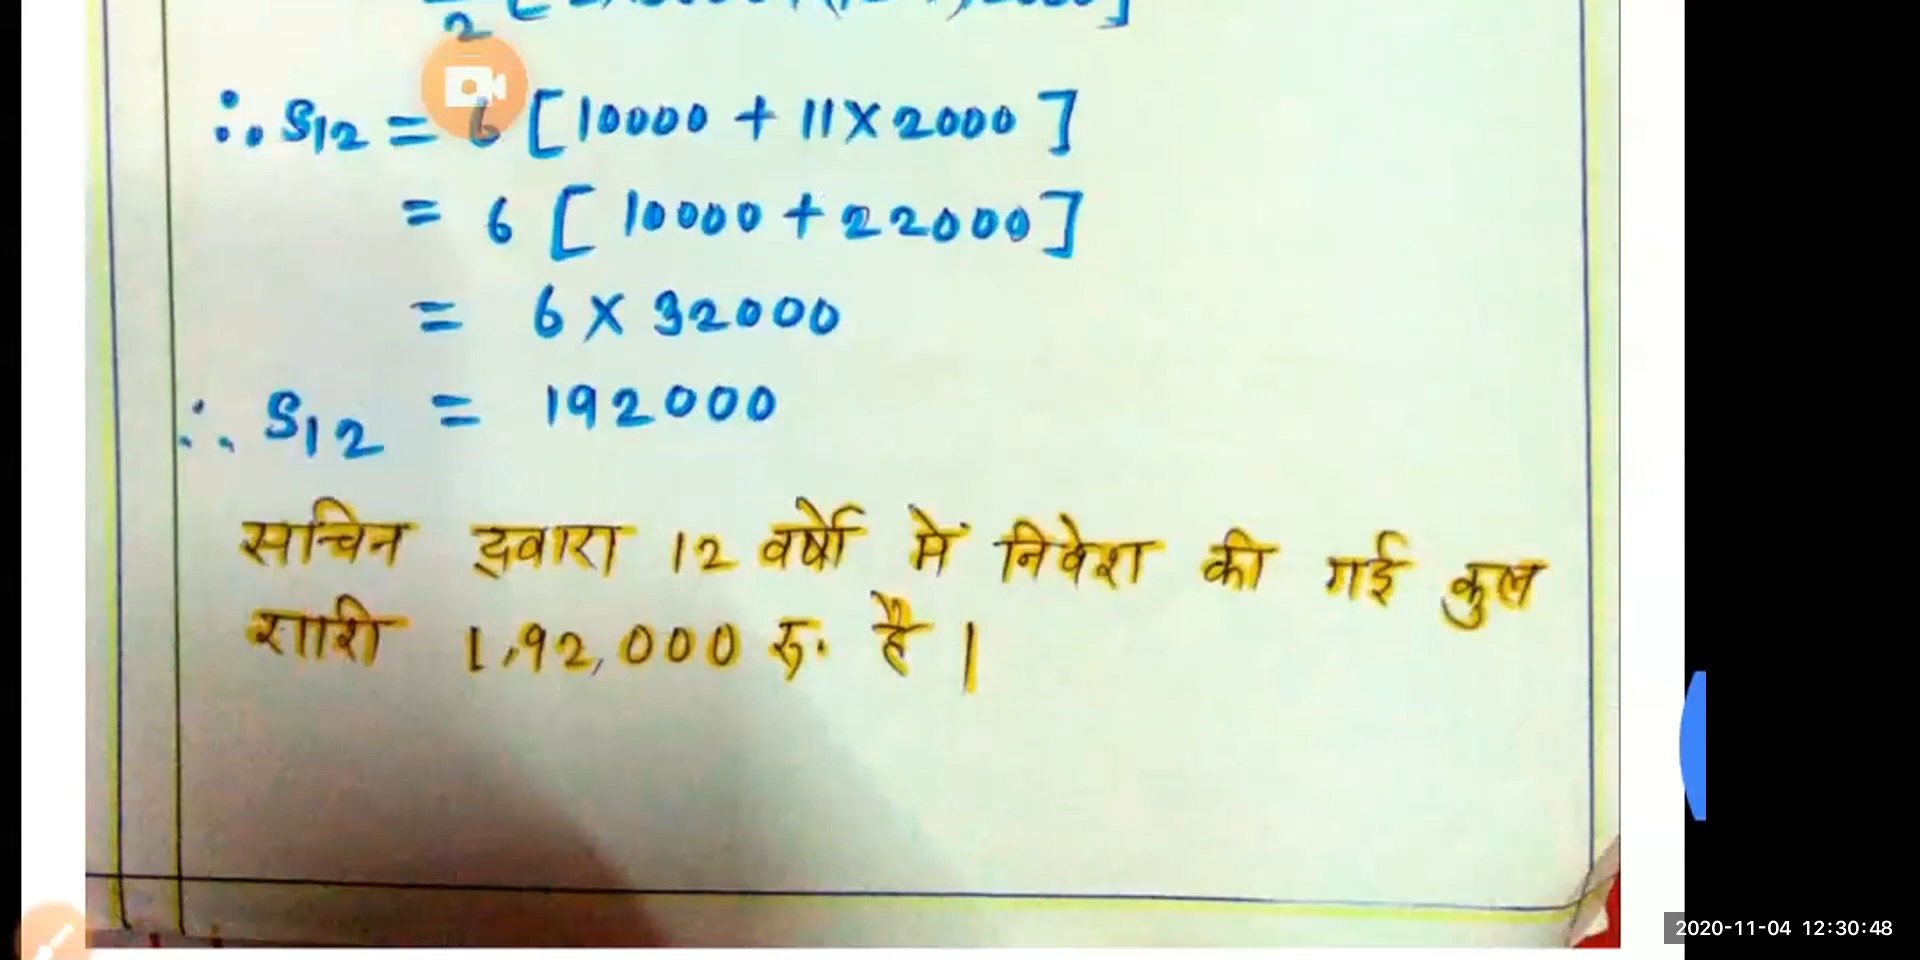 2
∴ S12 = 6 [ 10000 + 11 × 2000 ]
= 6 [ 10000 + 22000 ]
= 6 × 32000
∴ S12 = 192000
सचिन द्वारा 12 वर्षो में निवेश की गई कुल
राशि 1,92,000 रु. है |
2020-11-04 12:30:48